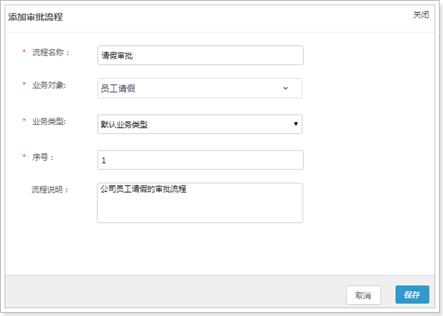 添加审批流程 关闭
* 流程名称： 请假审批
* 业务对象: 员工请假
* 业务类型: 默认业务类型
* 序号： 1
流程说明： 公司员工请假的审批流程
取消 保存